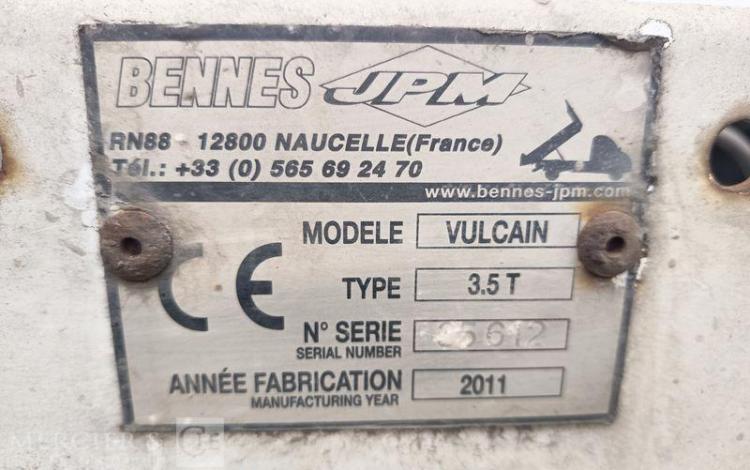 BENNES JPM
RN88 - 12800 NAUCELLE(France)
Tél.: +33 (0) 565 69 24 70
www.bennes-jpm.com
CE
MODELE VULCAIN
TYPE 3.5 T
N° SERIE 25612
SERIAL NUMBER
ANNÉE FABRICATION 2011
MANUFACTURING YEAR